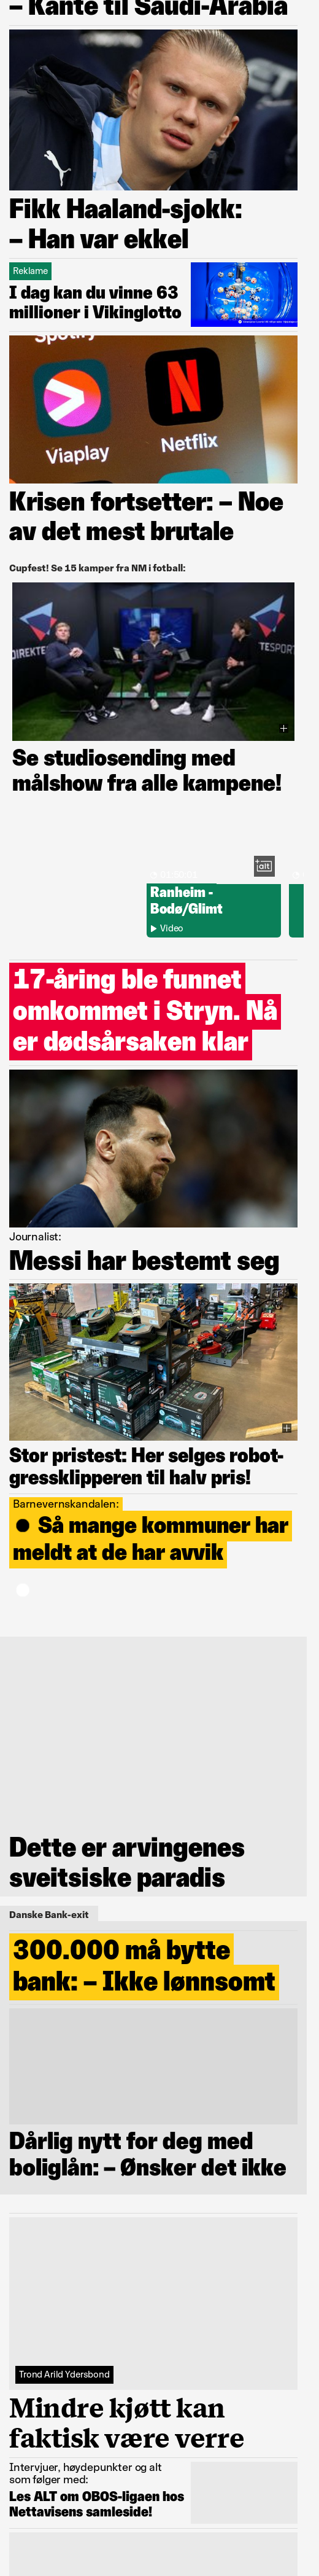 – Kante til Saudi-Arabia
Fikk Haaland-sjokk:
– Han var ekkel
Reklame
I dag kan du vinne 63
millioner i Vikinglotto
Spotify
Viaplay
Netflix
Krisen fortsetter: – Noe
av det mest brutale
Cupfest! Se 15 kamper fra NM i fotball:
DIREKTE
TESPORT
Se studiosending med
målshow fra alle kampene!
alt
Ranheim -
Bodø/Glimt
Video
17-åring ble funnet
omkommet i Stryn. Nå
er dødsårsaken klar
Journalist:
Messi har bestemt seg
Stor pristest: Her selges robot-
gressklipperen til halv pris!
Barnevernskandalen:
Så mange kommuner har
meldt at de har avvik
Dette er arvingenes
sveitsiske paradis
Danske Bank-exit
300.000 må bytte
bank: – Ikke lønnsomt
Dårlig nytt for deg med
boliglån: – Ønsker det ikke
Trond Arild Ydersbond
Mindre kjøtt kan
faktisk være verre
Intervjuer, høydepunkter og alt
som følger med:
Les ALT om OBOS-ligaen hos
Nettavisens samleside!